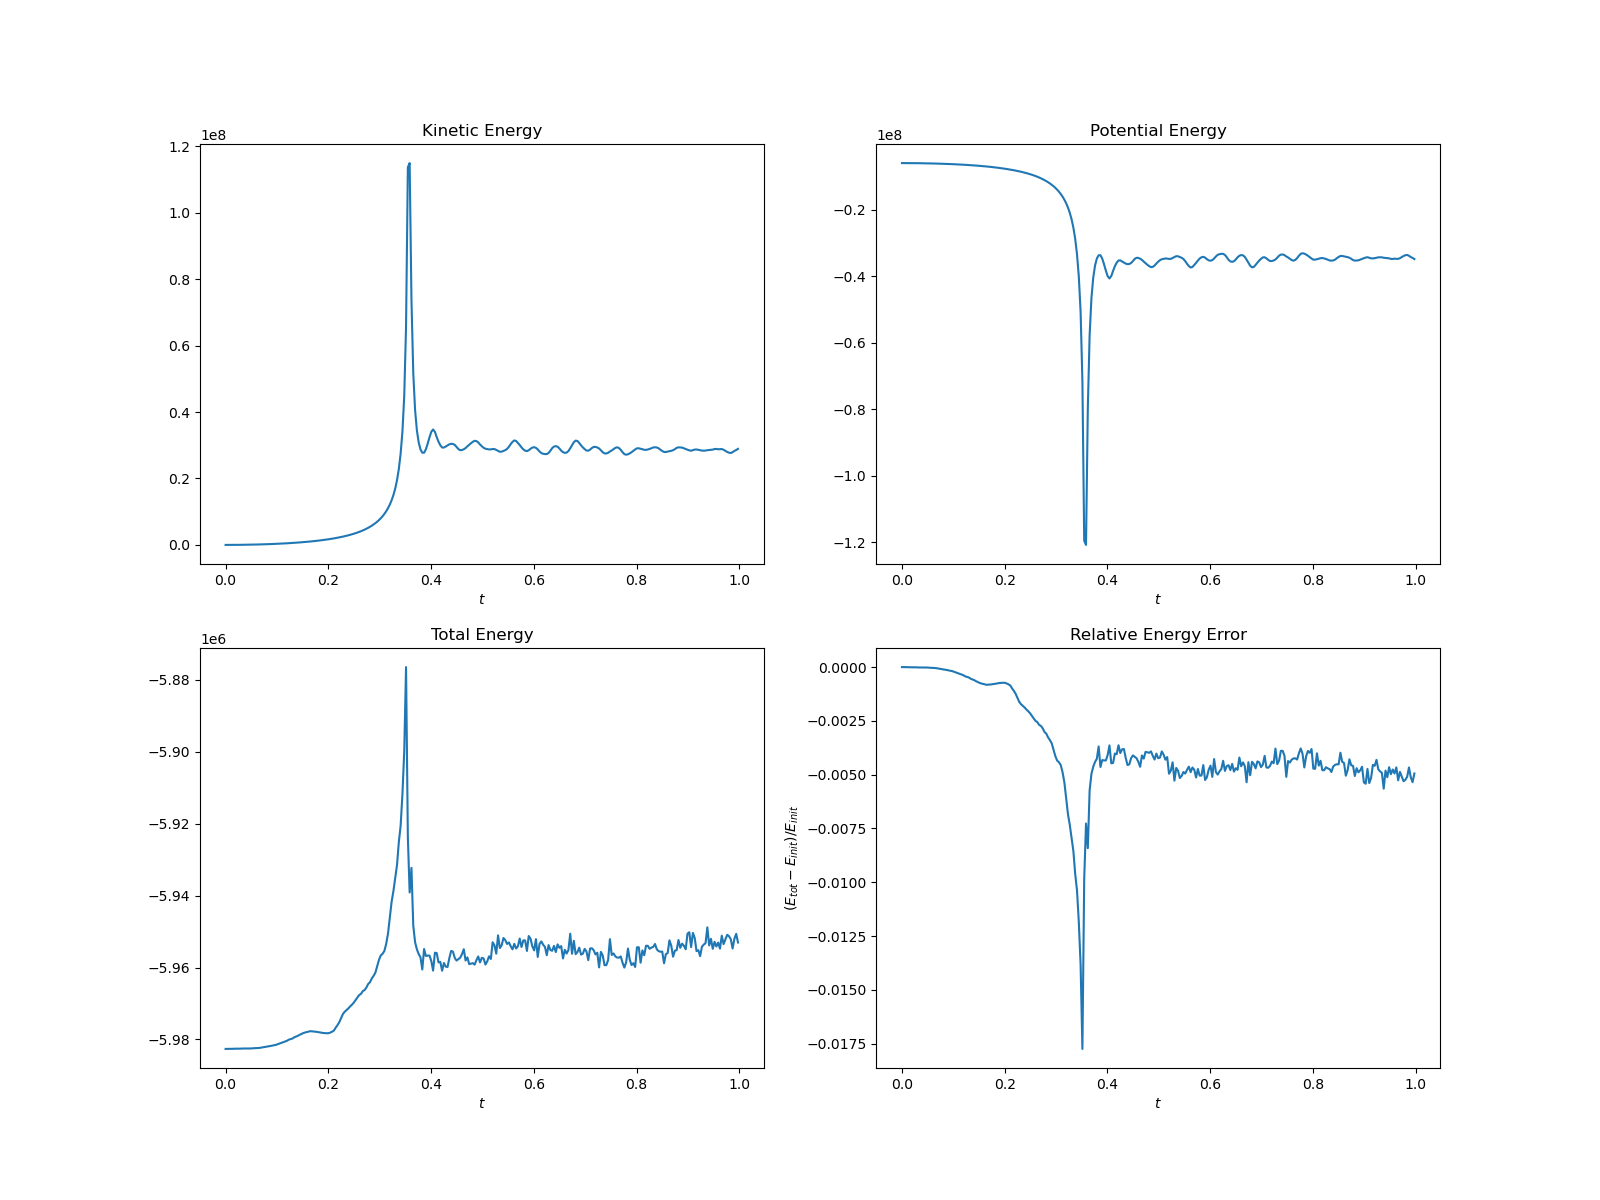 Kinetic Energy
1e8
1.2
1.0
0.8
0.6
0.4
0.2
0.0
0.0 0.2 0.4 0.6 0.8 1.0
t
Potential Energy
1e8
−0.2
−0.4
−0.6
−0.8
−1.0
−1.2
0.0 0.2 0.4 0.6 0.8 1.0
t
Total Energy
1e6
−5.88
−5.90
−5.92
−5.94
−5.96
−5.98
0.0 0.2 0.4 0.6 0.8 1.0
t
Relative Energy Error
(E_tot − E_init)/E_init
0.0000
−0.0025
−0.0050
−0.0075
−0.0100
−0.0125
−0.0150
−0.0175
0.0 0.2 0.4 0.6 0.8 1.0
t